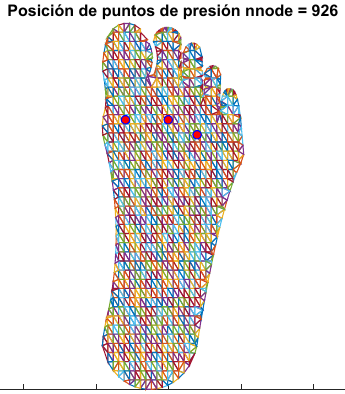 Posición de puntos de presión nnode = 926